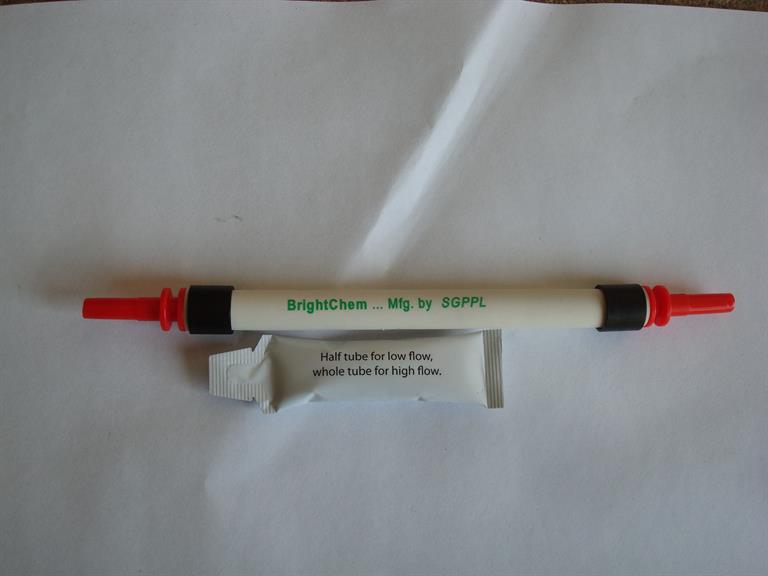 BrightChem ... Mfg. by SGPPL
Half tube for low flow,
whole tube for high flow.